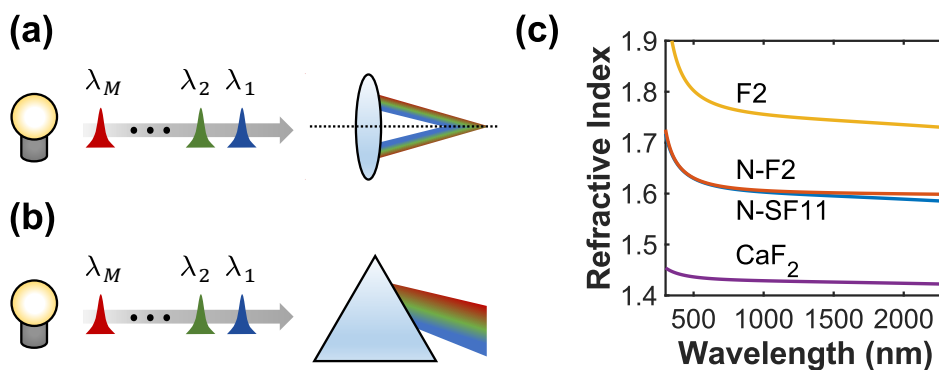 (a)
λM ••• λ2 λ1
(b)
λM ••• λ2 λ1
(c)
Refractive Index
1.9
1.8
1.7
1.6
1.5
1.4
F2
N-F2
N-SF11
CaF2
500 1000 1500 2000
Wavelength (nm)